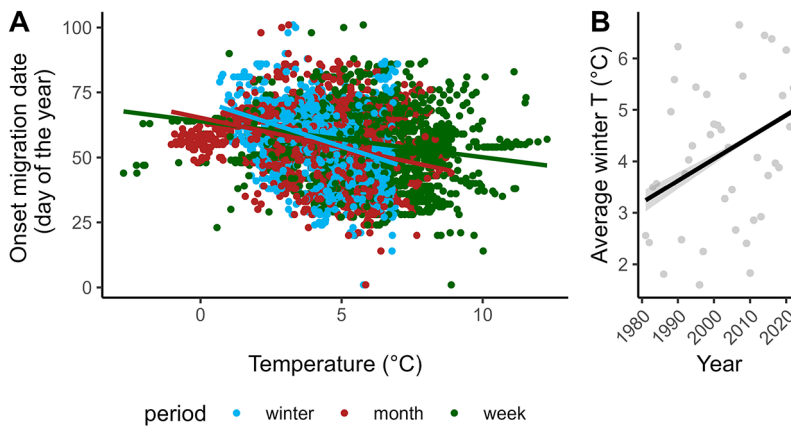 A
Onset migration date
(day of the year)
100
75
50
25
0
0 5 10
Temperature (°C)
period winter month week
B
Average winter T (°C)
6
5
4
3
2
1980 1990 2000 2010 2020
Year